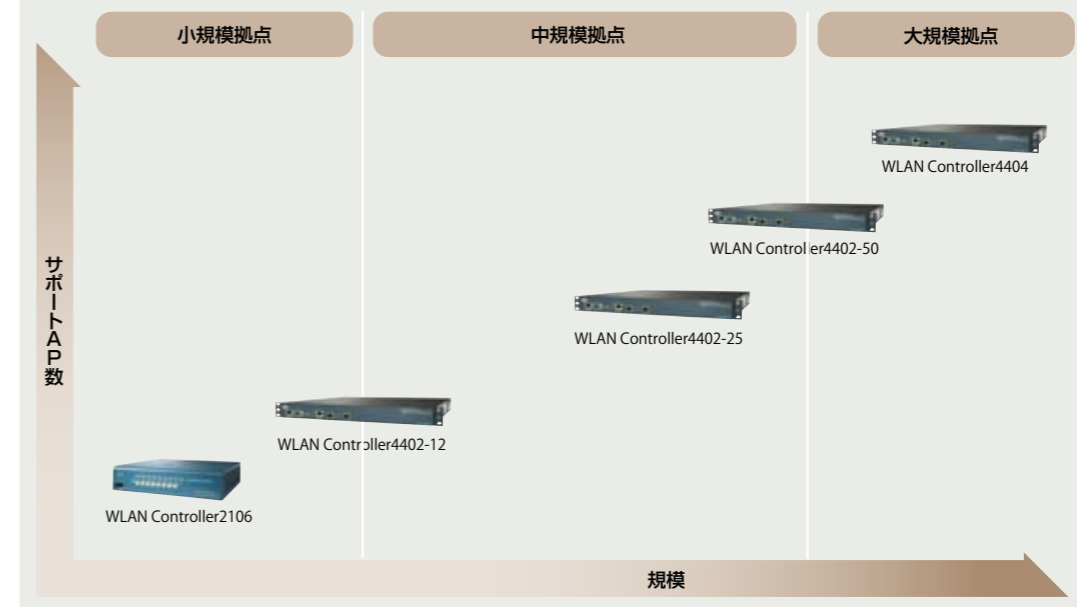 小規模拠点
中規模拠点
大規模拠点
WLAN Controller4404
WLAN Controller4402-50
WLAN Controller4402-25
WLAN Controller4402-12
WLAN Controller2106
サポートAP数
規模